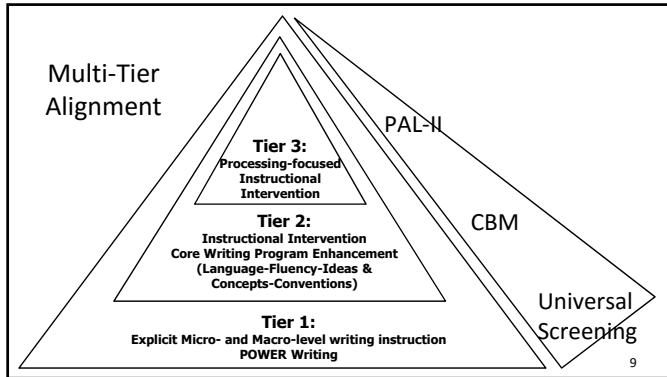 Multi-Tier
Alignment
PAL-II
Tier 3:
Processing-focused
Instructional
Intervention
CBM
Tier 2:
Instructional Intervention
Core Writing Program Enhancement
(Language-Fluency-Ideas &
Concepts-Conventions)
Universal
Screening
Tier 1:
Explicit Micro- and Macro-level writing instruction
POWER Writing
9